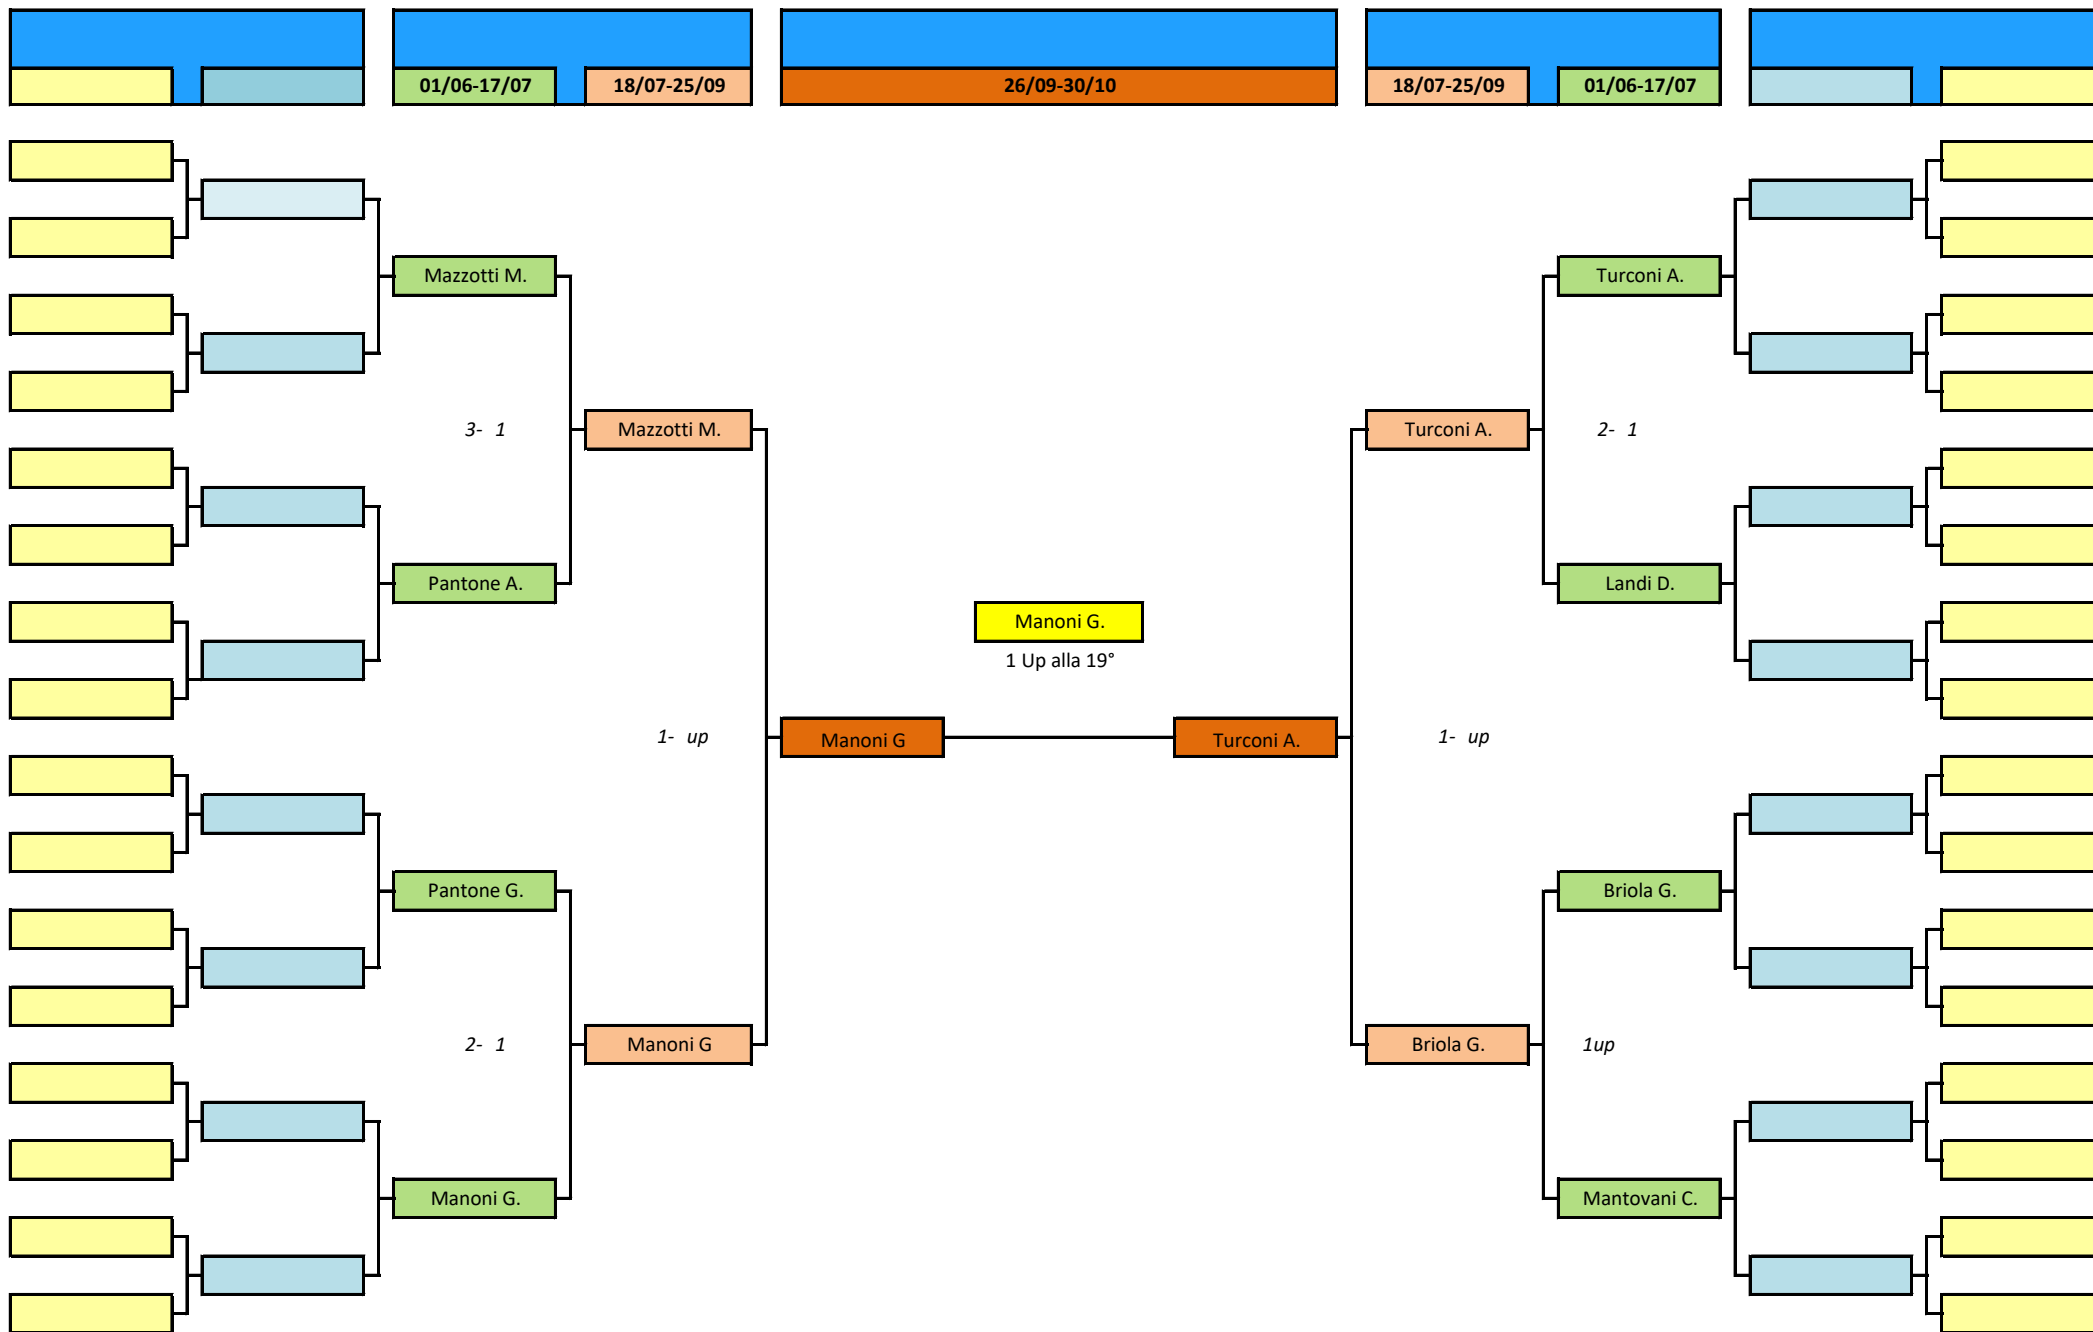 01/06-17/07 18/07-25/09 26/09-30/10 18/07-25/09 01/06-17/07
Mazzotti M. Turconi A.
3- 1 Mazzotti M. Turconi A. 2- 1
Pantone A. Landi D.
Manoni G.
1 Up alla 19°
1- up Manoni G Turconi A. 1- up
Pantone G. Briola G.
2- 1 Manoni G Briola G. 1up
Manoni G. Mantovani C.